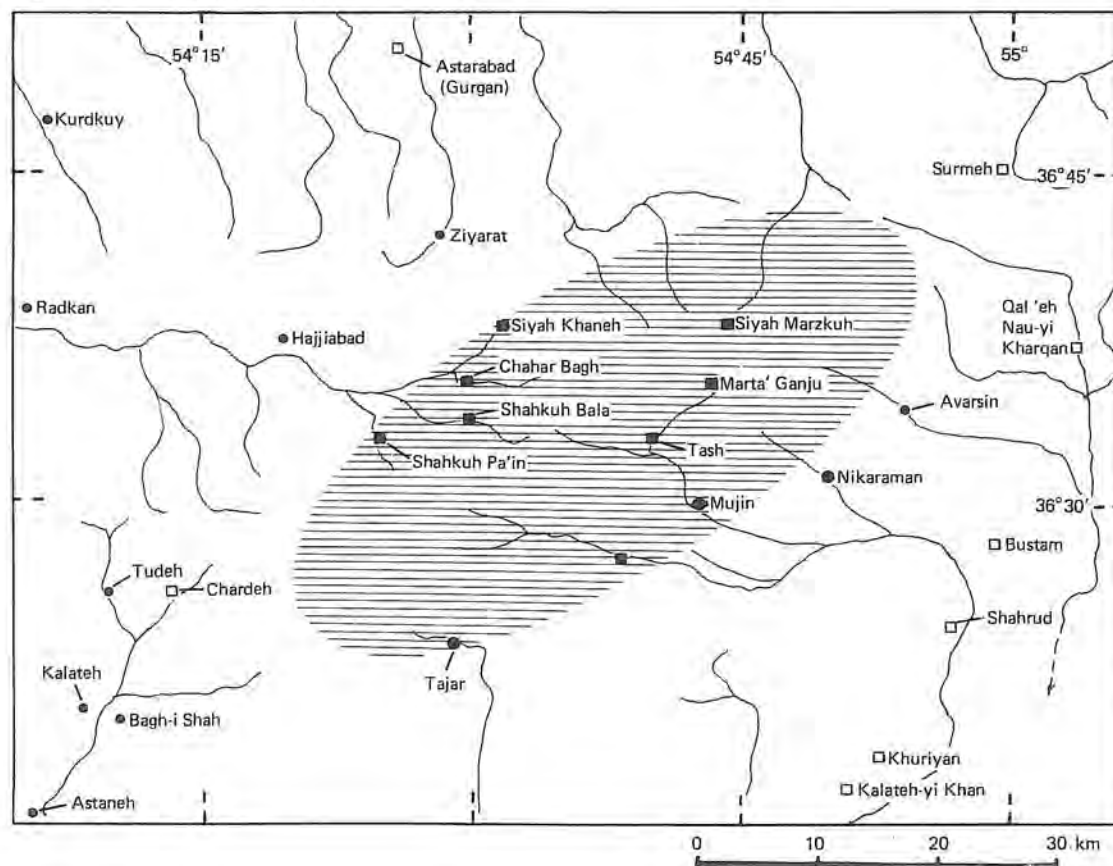 54°15′
54°45′
55°
Astarabad
(Gurgan)
Kurdkuy
Surmeh
36°45′
Ziyarat
Radkan
Hajjiabad
Siyah Khaneh
Siyah Marzkuh
Qal 'eh
Nau-yi
Kharqan
Chahar Bagh
Marta' Ganju
Avarsin
Shahkuh Bala
Shahkuh Pa'in
Tash
Nikaraman
Mujin
36°30′
Bustam
Tudeh
Chardeh
Shahrud
Kalateh
Tajar
Bagh-i Shah
Khuriyan
Kalateh-yi Khan
Astaneh
0 10 20 30 km